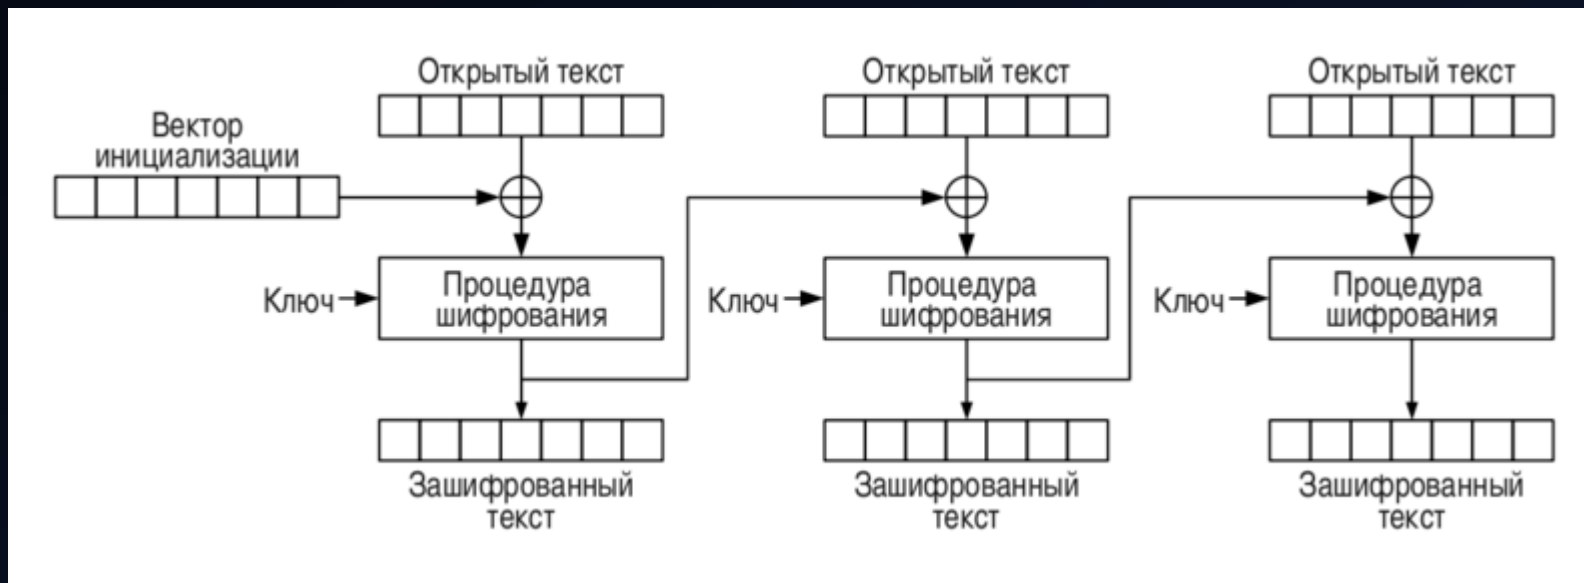 Открытый текст
Открытый текст
Открытый текст
Вектор
инициализации
Ключ
Процедура
шифрования
Ключ
Процедура
шифрования
Ключ
Процедура
шифрования
Зашифрованный
текст
Зашифрованный
текст
Зашифрованный
текст